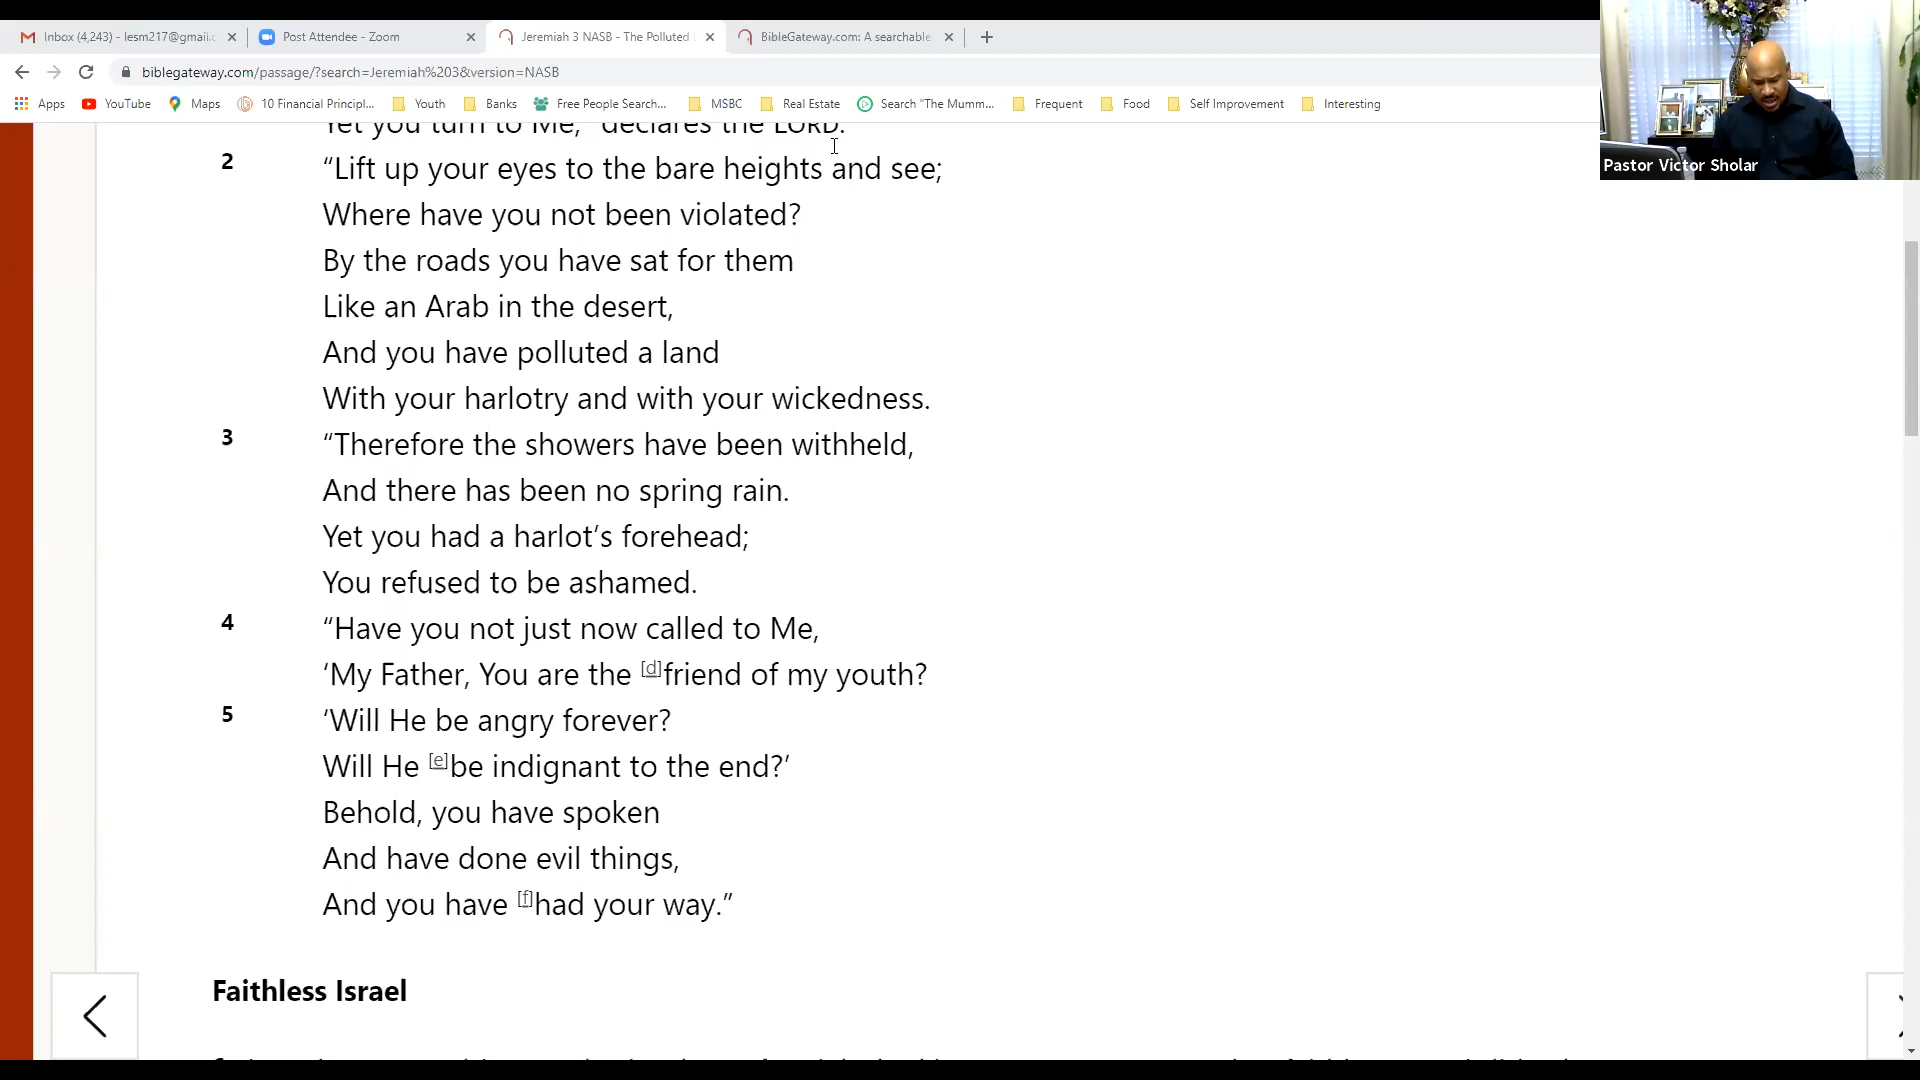 Inbox (4,243) - lesm217@gmail.c
Post Attendee - Zoom
Jeremiah 3 NASB - The Polluted
BibleGateway.com: A searchable
biblegateway.com/passage/?search=Jeremiah%203&version=NASB
Apps YouTube Maps 10 Financial Principl... Youth Banks Free People Search... MSBC Real Estate Search "The Mumm... Frequent Food Self Improvement Interesting
Pastor Victor Sholar
Yet you turn to Me," declares the LORD.
2 “Lift up your eyes to the bare heights and see;
Where have you not been violated?
By the roads you have sat for them
Like an Arab in the desert,
And you have polluted a land
With your harlotry and with your wickedness.
3 “Therefore the showers have been withheld,
And there has been no spring rain.
Yet you had a harlot’s forehead;
You refused to be ashamed.
4 “Have you not just now called to Me,
‘My Father, You are the [d]friend of my youth?
5 ‘Will He be angry forever?
Will He [e]be indignant to the end?’
Behold, you have spoken
And have done evil things,
And you have [f]had your way.”
Faithless Israel